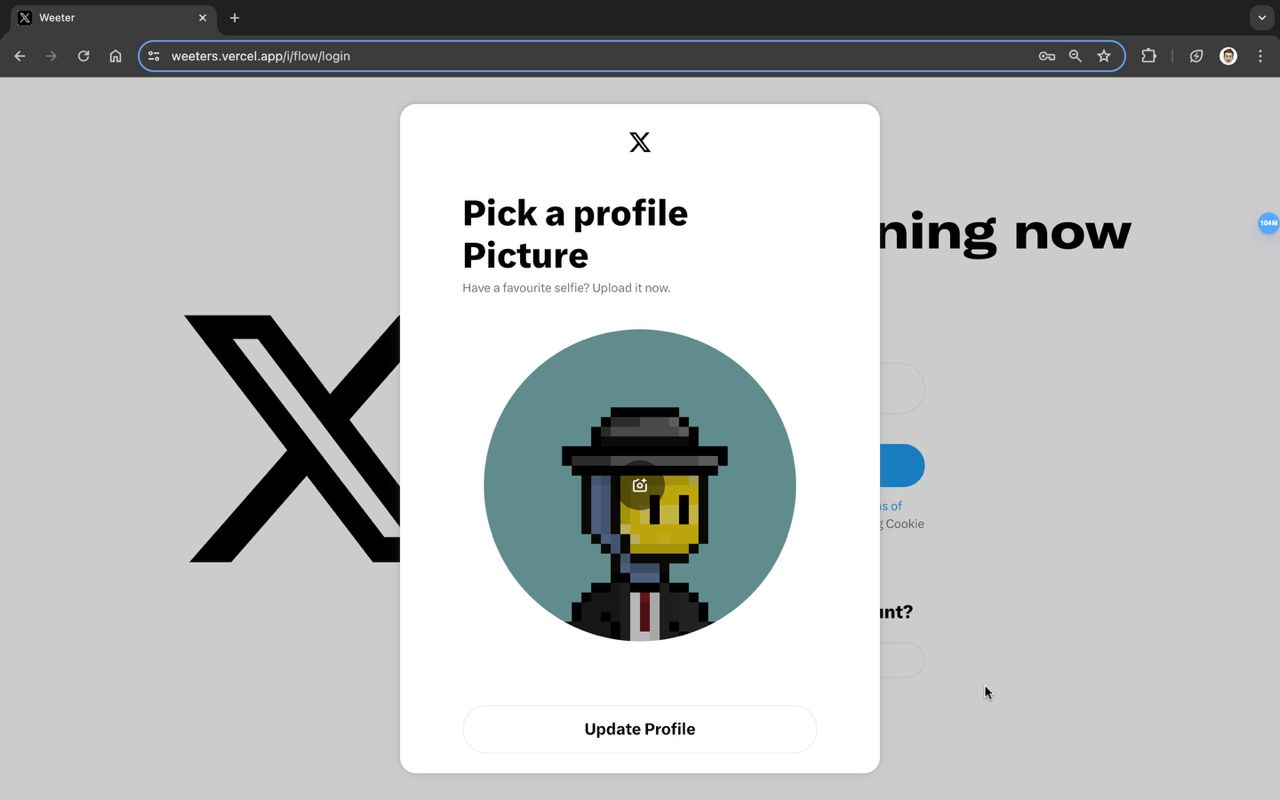 Weeter
weeters.vercel.app/i/flow/login
104M
ning now
Pick a profile
Picture
Have a favourite selfie? Upload it now.
s of
g Cookie
unt?
Update Profile